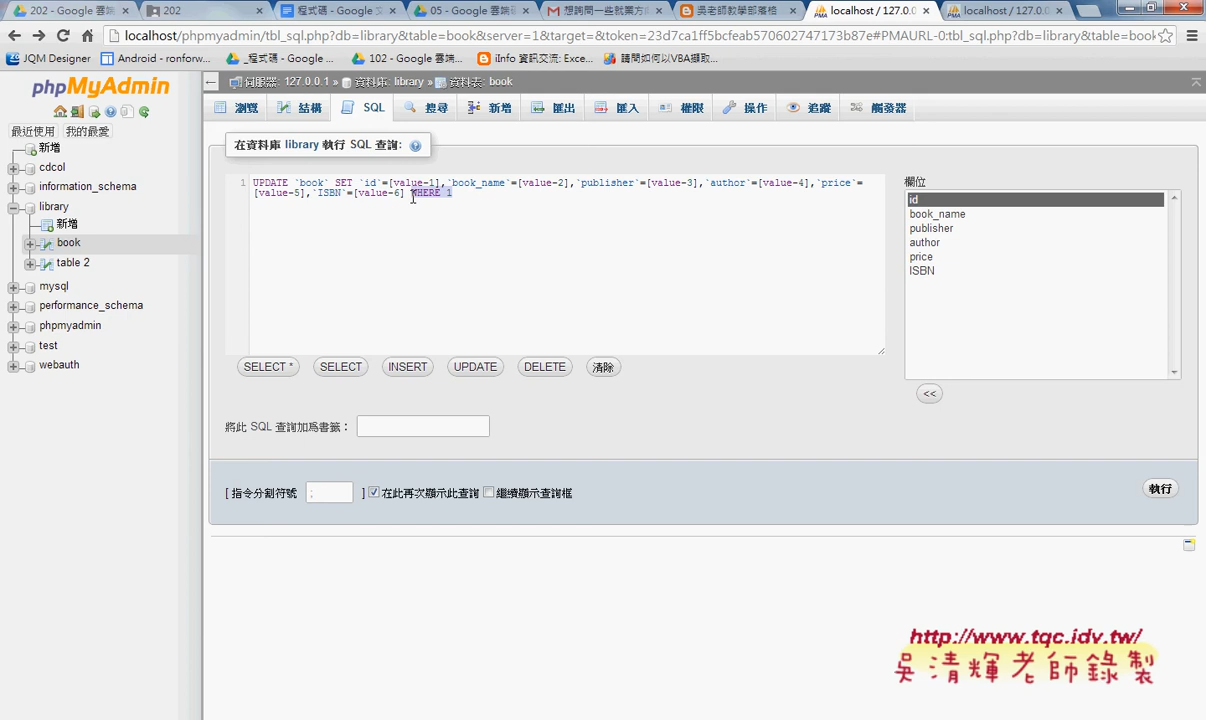 202 - Google 雲端
202
程式碼 - Google 文
05 - Google 雲端硬
想詢問一些就業方向
吳老師教學部落格
localhost / 127.0.0
localhost / 127.0.0
localhost/phpmyadmin/tbl_sql.php?db=library&table=book&server=1&target=&token=23d7ca1ff5bcfeab570602747173b87e#PMAURL-0:tbl_sql.php?db=library&table=book
JQM Designer
Android - ronforw...
_程式碼 - Google ...
102 - Google 雲端...
iInfo 資訊交流: Exce...
請問如何以VBA擷取...
phpMyAdmin
最近使用 我的最愛
新增
cdcol
information_schema
library
新增
book
table 2
mysql
performance_schema
phpmyadmin
test
webauth
伺服器: 127.0.0.1 » 資料庫: library » 資料表: book
瀏覽 結構 SQL 搜尋 新增 匯出 匯入 權限 操作 追蹤 觸發器
在資料庫 library 執行 SQL 查詢:
1 UPDATE `book` SET `id`=[value-1],`book_name`=[value-2],`publisher`=[value-3],`author`=[value-4],`price`=
[value-5],`ISBN`=[value-6] WHERE 1
欄位
id
book_name
publisher
author
price
ISBN
<<
SELECT * SELECT INSERT UPDATE DELETE 清除
將此 SQL 查詢加為書籤：
[ 指令分割符號 ; ] 在此再次顯示此查詢 繼續顯示查詢框
執行
http://www.tqc.idv.tw/
吳清輝老師錄製